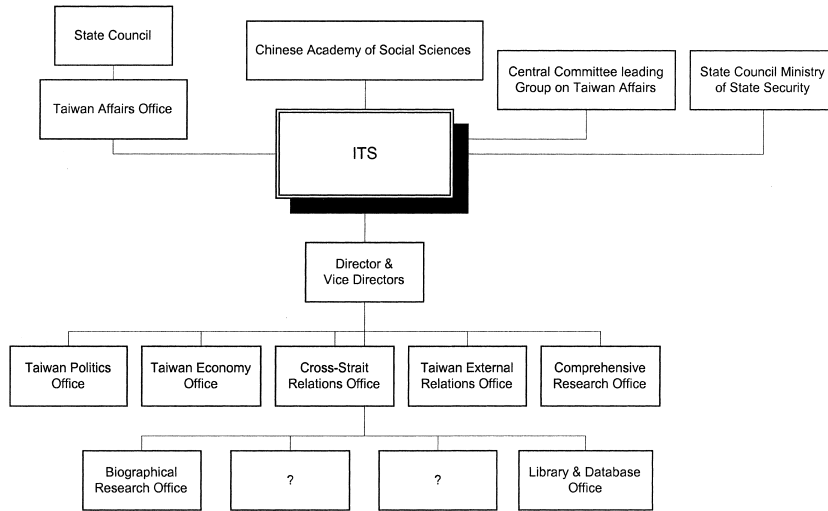 State Council
Chinese Academy of Social Sciences
Central Committee leading
Group on Taiwan Affairs
State Council Ministry
of State Security
Taiwan Affairs Office
ITS
Director &
Vice Directors
Taiwan Politics
Office
Taiwan Economy
Office
Cross-Strait
Relations Office
Taiwan External
Relations Office
Comprehensive
Research Office
Biographical
Research Office
?
?
Library & Database
Office